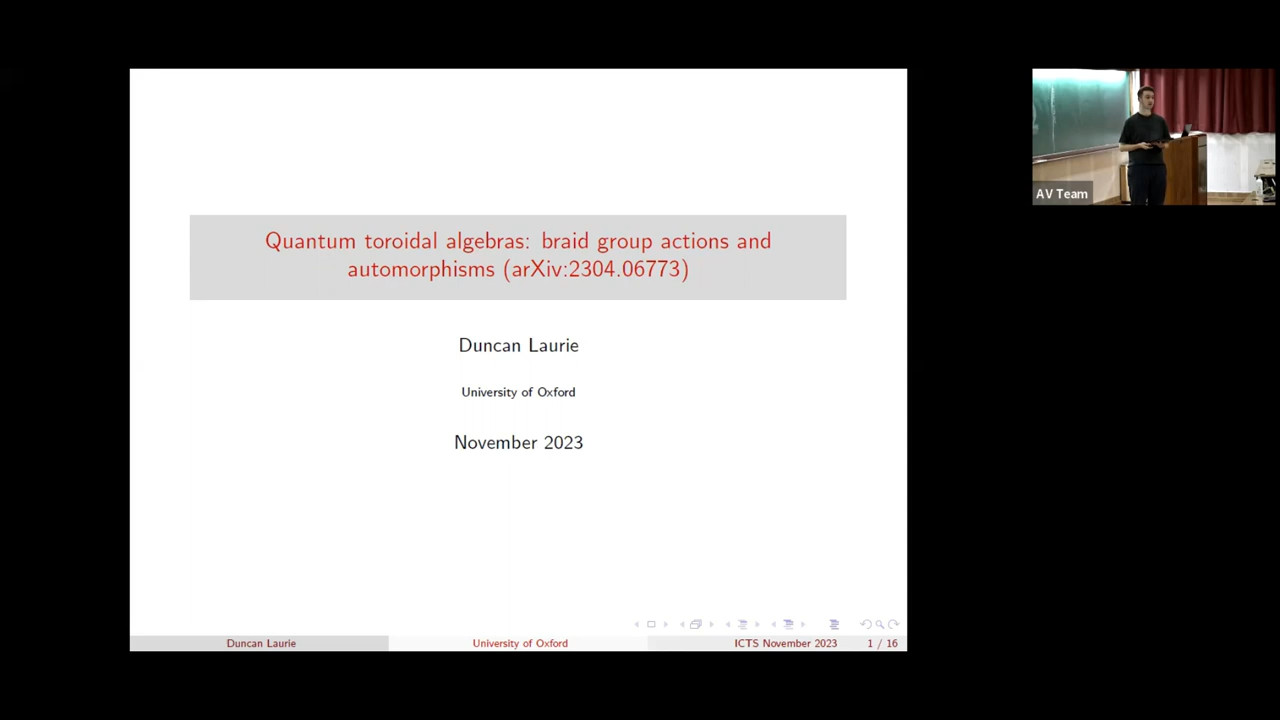 Quantum toroidal algebras: braid group actions and
automorphisms (arXiv:2304.06773)
Duncan Laurie
University of Oxford
November 2023
Duncan Laurie University of Oxford ICTS November 2023 1 / 16
AV Team